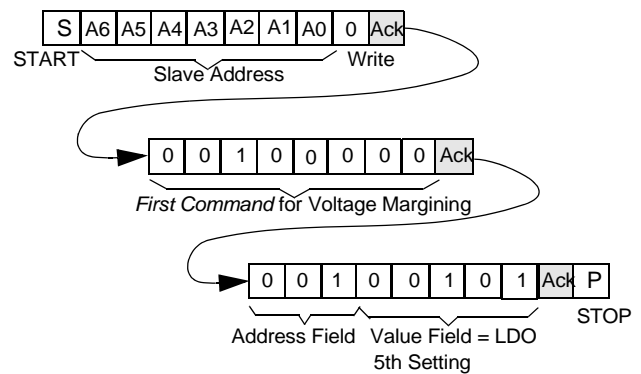 S A6 A5 A4 A3 A2 A1 A0 0 Ack
START Slave Address Write
0 0 1 0 0 0 0 0 Ack
First Command for Voltage Margining
0 0 1 0 0 1 0 1 Ack P
STOP
Address Field Value Field = LDO
5th Setting